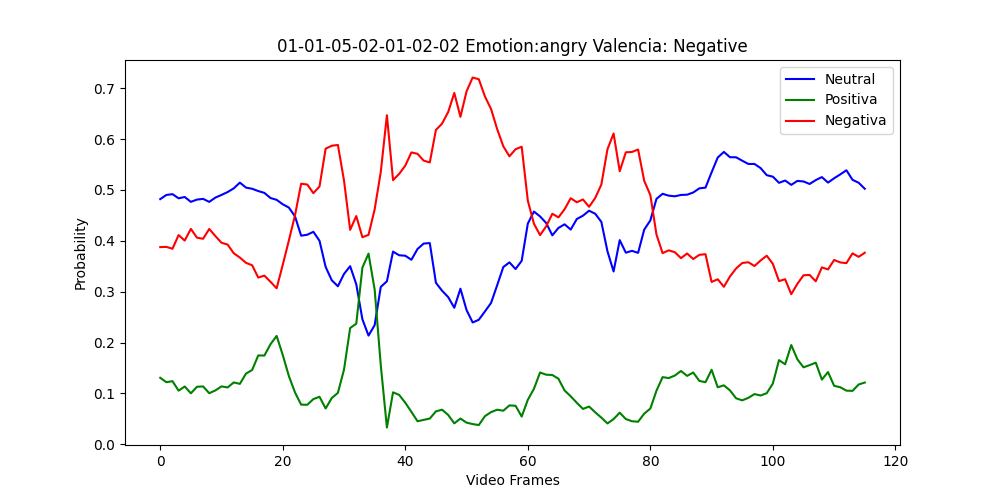 01-01-05-02-01-02-02 Emotion:angry Valencia: Negative
Neutral
Positiva
Negativa
Probability
0.7
0.6
0.5
0.4
0.3
0.2
0.1
0.0
0 20 40 60 80 100 120
Video Frames